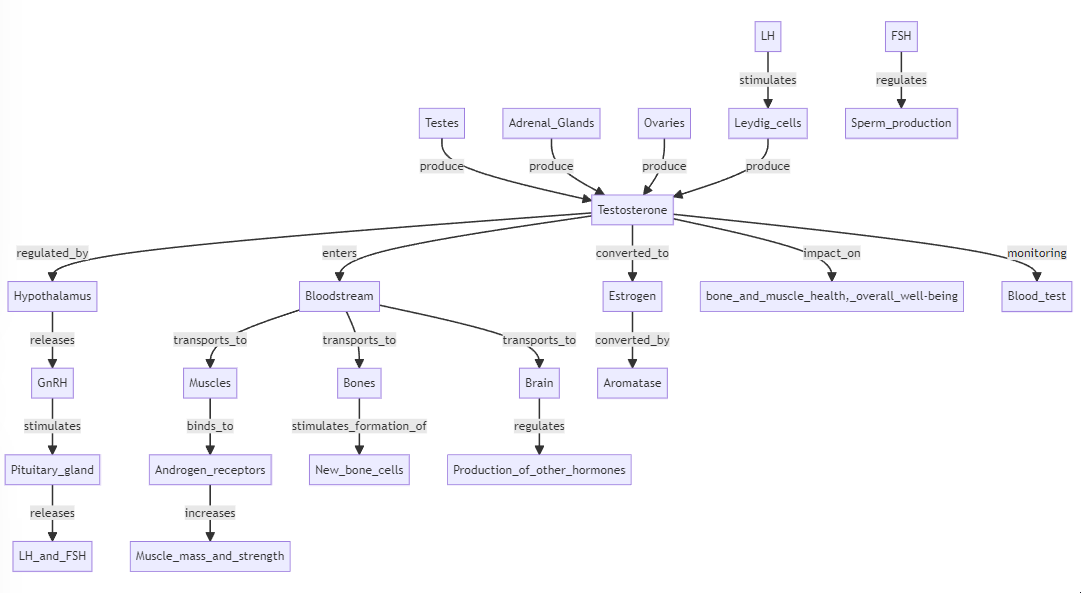 LH
FSH
stimulates
regulates
Testes
Adrenal_Glands
Ovaries
Leydig_cells
Sperm_production
produce
produce
produce
produce
Testosterone
regulated_by
enters
converted_to
impact_on
monitoring
Hypothalamus
Bloodstream
Estrogen
bone_and_muscle_health,_overall_well-being
Blood_test
releases
transports_to
transports_to
transports_to
converted_by
GnRH
Muscles
Bones
Brain
Aromatase
stimulates
binds_to
stimulates_formation_of
regulates
Pituitary_gland
Androgen_receptors
New_bone_cells
Production_of_other_hormones
releases
increases
LH_and_FSH
Muscle_mass_and_strength